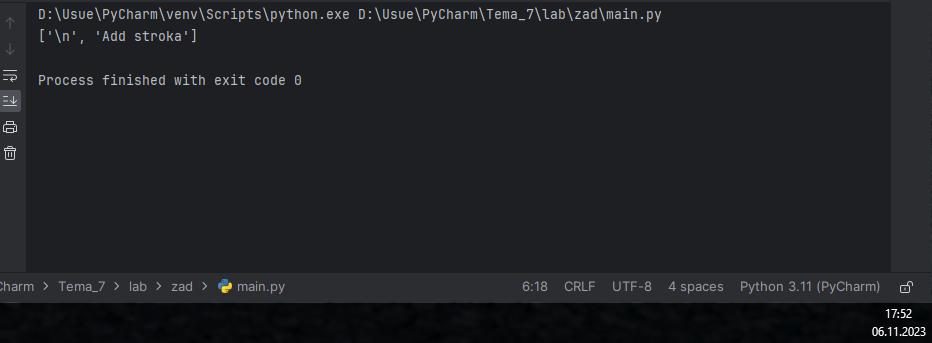 D:\Usue\PyCharm\venv\Scripts\python.exe D:\Usue\PyCharm\Tema_7\lab\zad\main.py
['\n', 'Add stroka']
Process finished with exit code 0
Charm > Tema_7 > lab > zad > main.py 6:18 CRLF UTF-8 4 spaces Python 3.11 (PyCharm)
17:52
06.11.2023